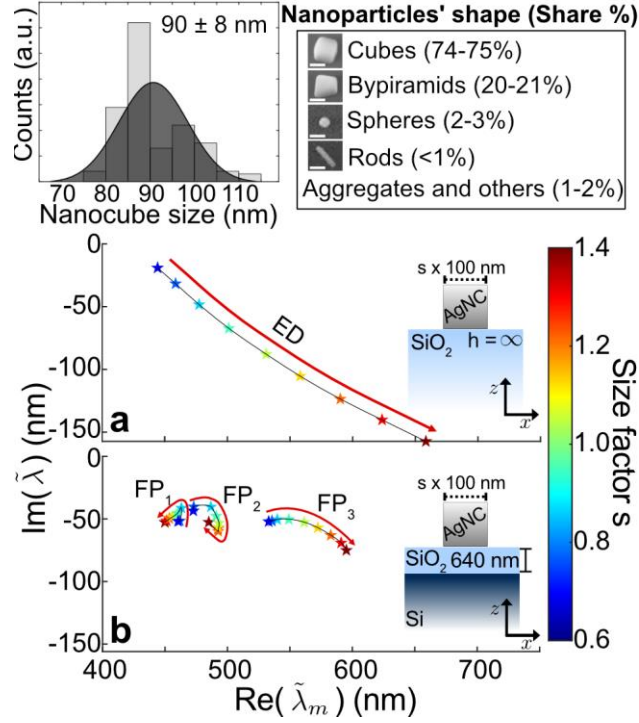 90 ± 8 nm
Counts (a.u.)
70 80 90 100 110
Nanocube size (nm)
Nanoparticles' shape (Share %)
Cubes (74-75%)
Bypiramids (20-21%)
Spheres (2-3%)
Rods (<1%)
Aggregates and others (1-2%)
0
-50
-100
-150
ED
a
s x 100 nm
AgNC
SiO₂ h = ∞
z
x
Im(λ̃) (nm)
0
-50
-100
-150
FP₁
FP₂
FP₃
b
s x 100 nm
AgNC
SiO₂ 640 nm
Si
z
x
400 500 600 700
Re(λ̃ₘ) (nm)
1.4
1.2
1.0
0.8
0.6
Size factor s